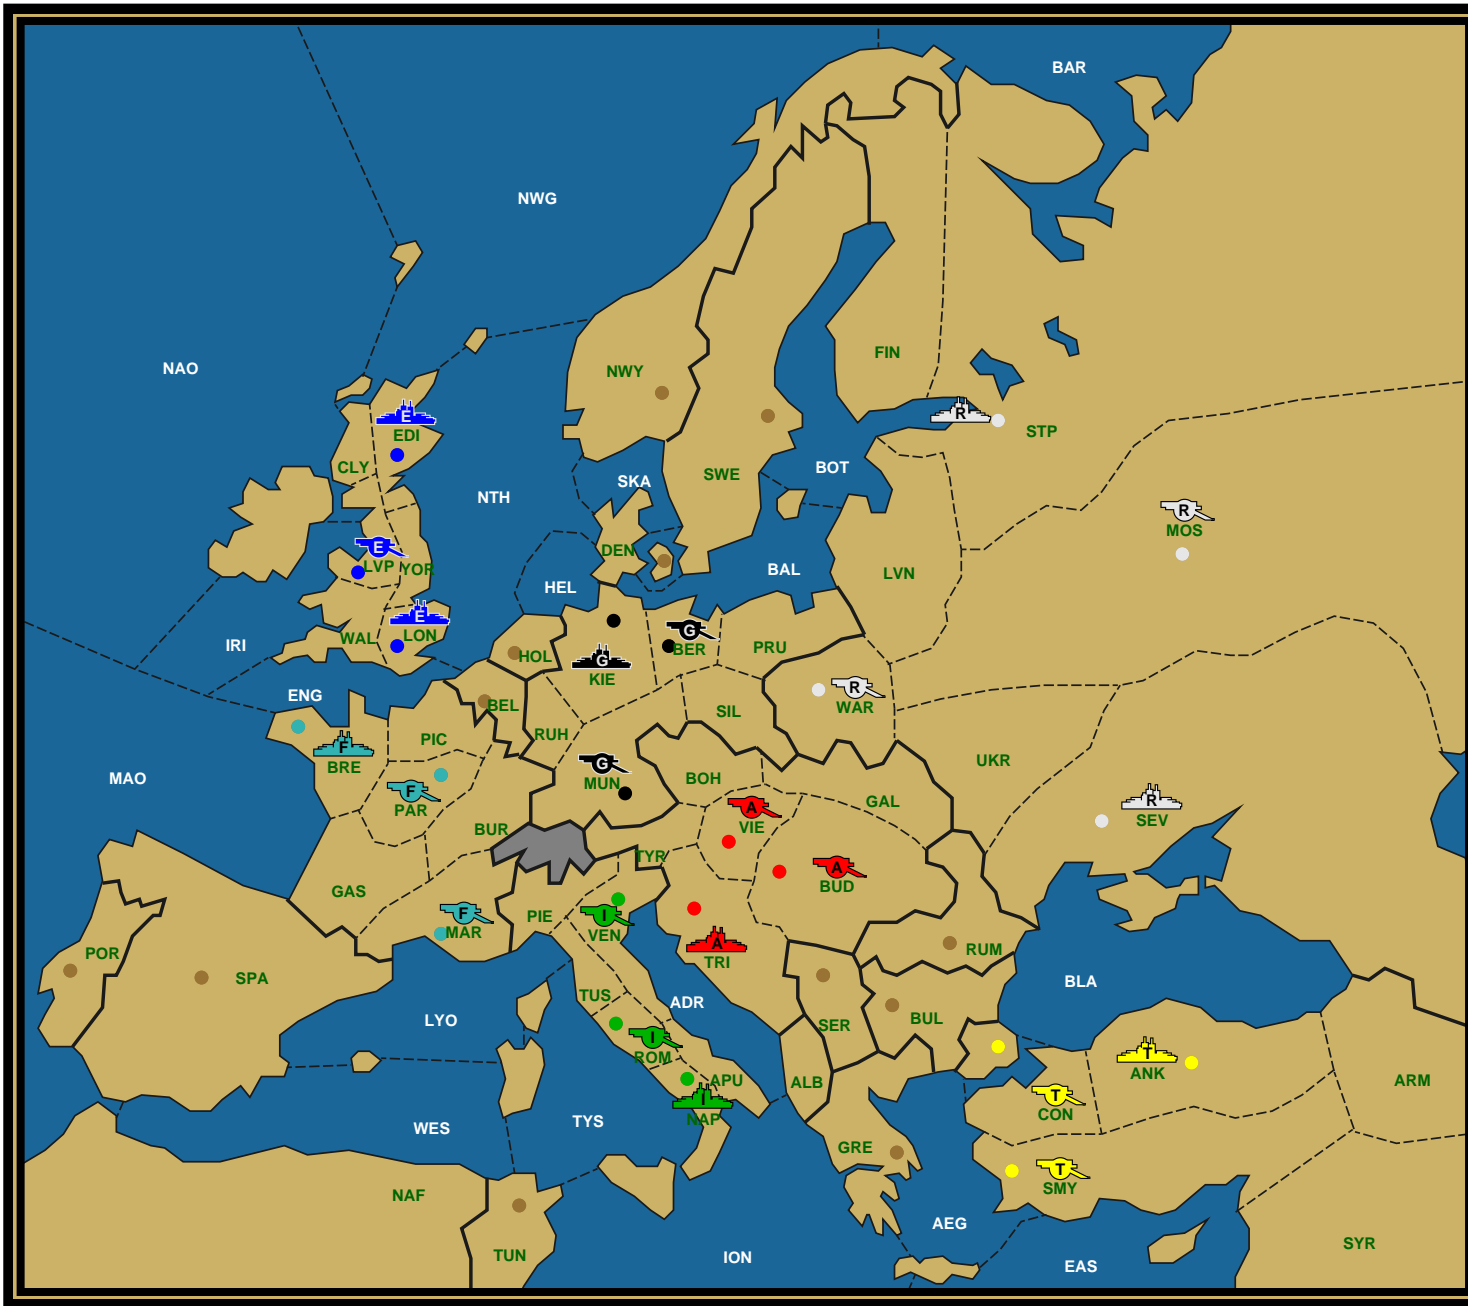 BAR
NWG
NAO
FIN
NWY
E
R
EDI
STP
CLY
SWE
BOT
SKA
NTH
R
MOS
E
DEN
LVP
YOR
BAL
LVN
HEL
E
G
LON
WAL
IRI
BER
PRU
HOL
G
KIE
R
WAR
ENG
BEL
SIL
RUH
PIC
F
BRE
UKR
G
MUN
BOH
MAO
F
PAR
GAL
R
SEV
A
VIE
BUR
TYR
A
BUD
GAS
F
MAR
PIE
I
VEN
A
TRI
RUM
POR
SPA
BLA
TUS
ADR
LYO
BUL
SER
I
ROM
T
ANK
APU
ALB
ARM
I
NAP
T
CON
TYS
WES
GRE
T
SMY
NAF
AEG
SYR
TUN
ION
EAS